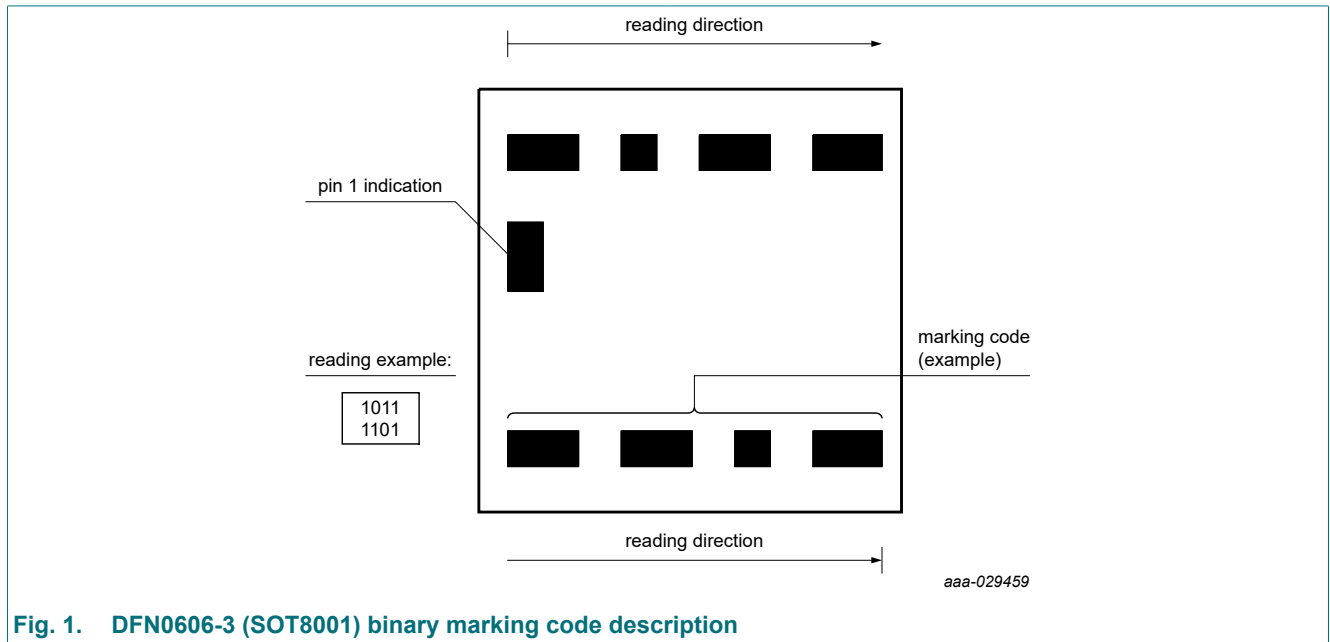 reading direction
pin 1 indication
marking code
(example)
reading example:
1011
1101
reading direction
aaa-029459
Fig. 1. DFN0606-3 (SOT8001) binary marking code description